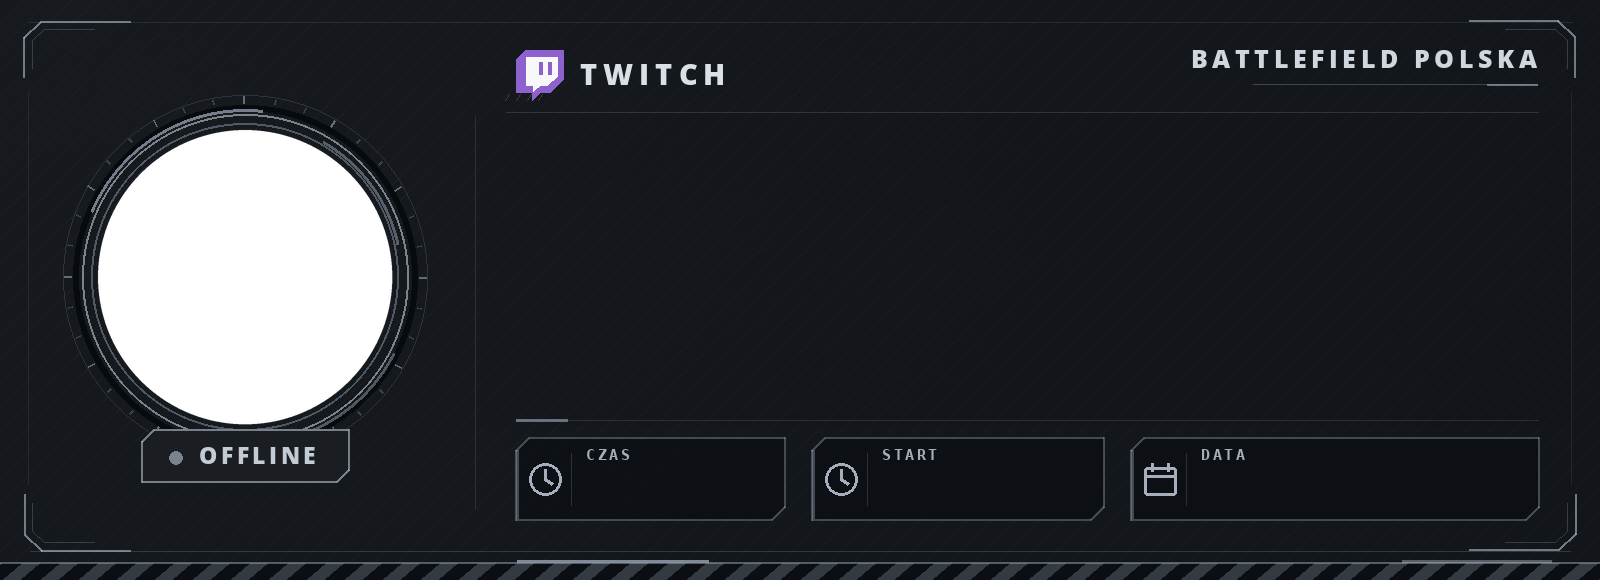 TWITCH
BATTLEFIELD POLSKA
OFFLINE
CZAS
START
DATA